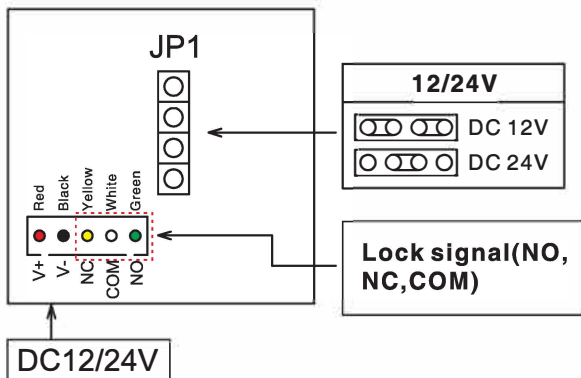 JP1
12/24V
DC 12V
DC 24V
Red
Black
Yellow
White
Green
V+
V-
NC
COM
NO
Lock signal(NO,
NC,COM)
DC12/24V